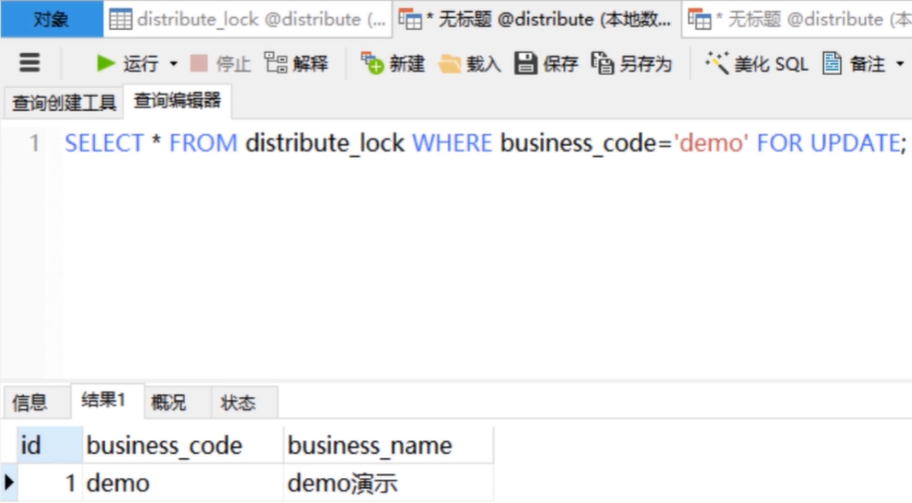 对象 distribute_lock @distribute (... * 无标题 @distribute (本地数... * 无标题 @distribute (本
运行 停止 解释 新建 载入 保存 另存为 美化 SQL 备注
查询创建工具 查询编辑器
1 SELECT * FROM distribute_lock WHERE business_code='demo' FOR UPDATE;
信息 结果1 概况 状态
id business_code business_name
1 demo demo演示